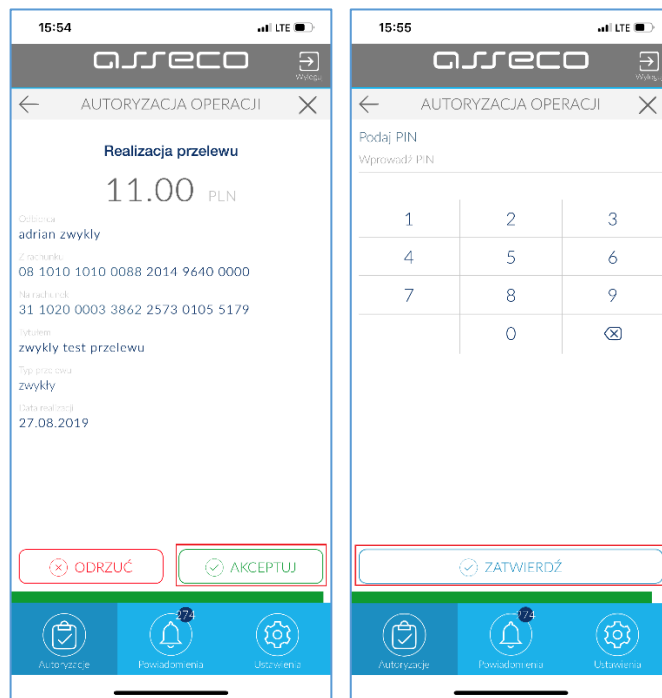 15:54
LTE
asseco
Wyloguj
AUTORYZACJA OPERACJI
Realizacja przelewu
11.00 PLN
Odbiorca
adrian zwykly
Z rachunku
08 1010 1010 0088 2014 9640 0000
Na rachunek
31 1020 0003 3862 2573 0105 5179
Tytułem
zwykly test przelewu
Typ przelewu
zwykły
Data realizacji
27.08.2019
ODRZUĆ
AKCEPTUJ
274
Autoryzacje
Powiadomienia
Ustawienia
15:55
LTE
asseco
Wyloguj
AUTORYZACJA OPERACJI
Podaj PIN
Wprowadź PIN
1 2 3
4 5 6
7 8 9
0
ZATWIERDŹ
274
Autoryzacje
Powiadomienia
Ustawienia